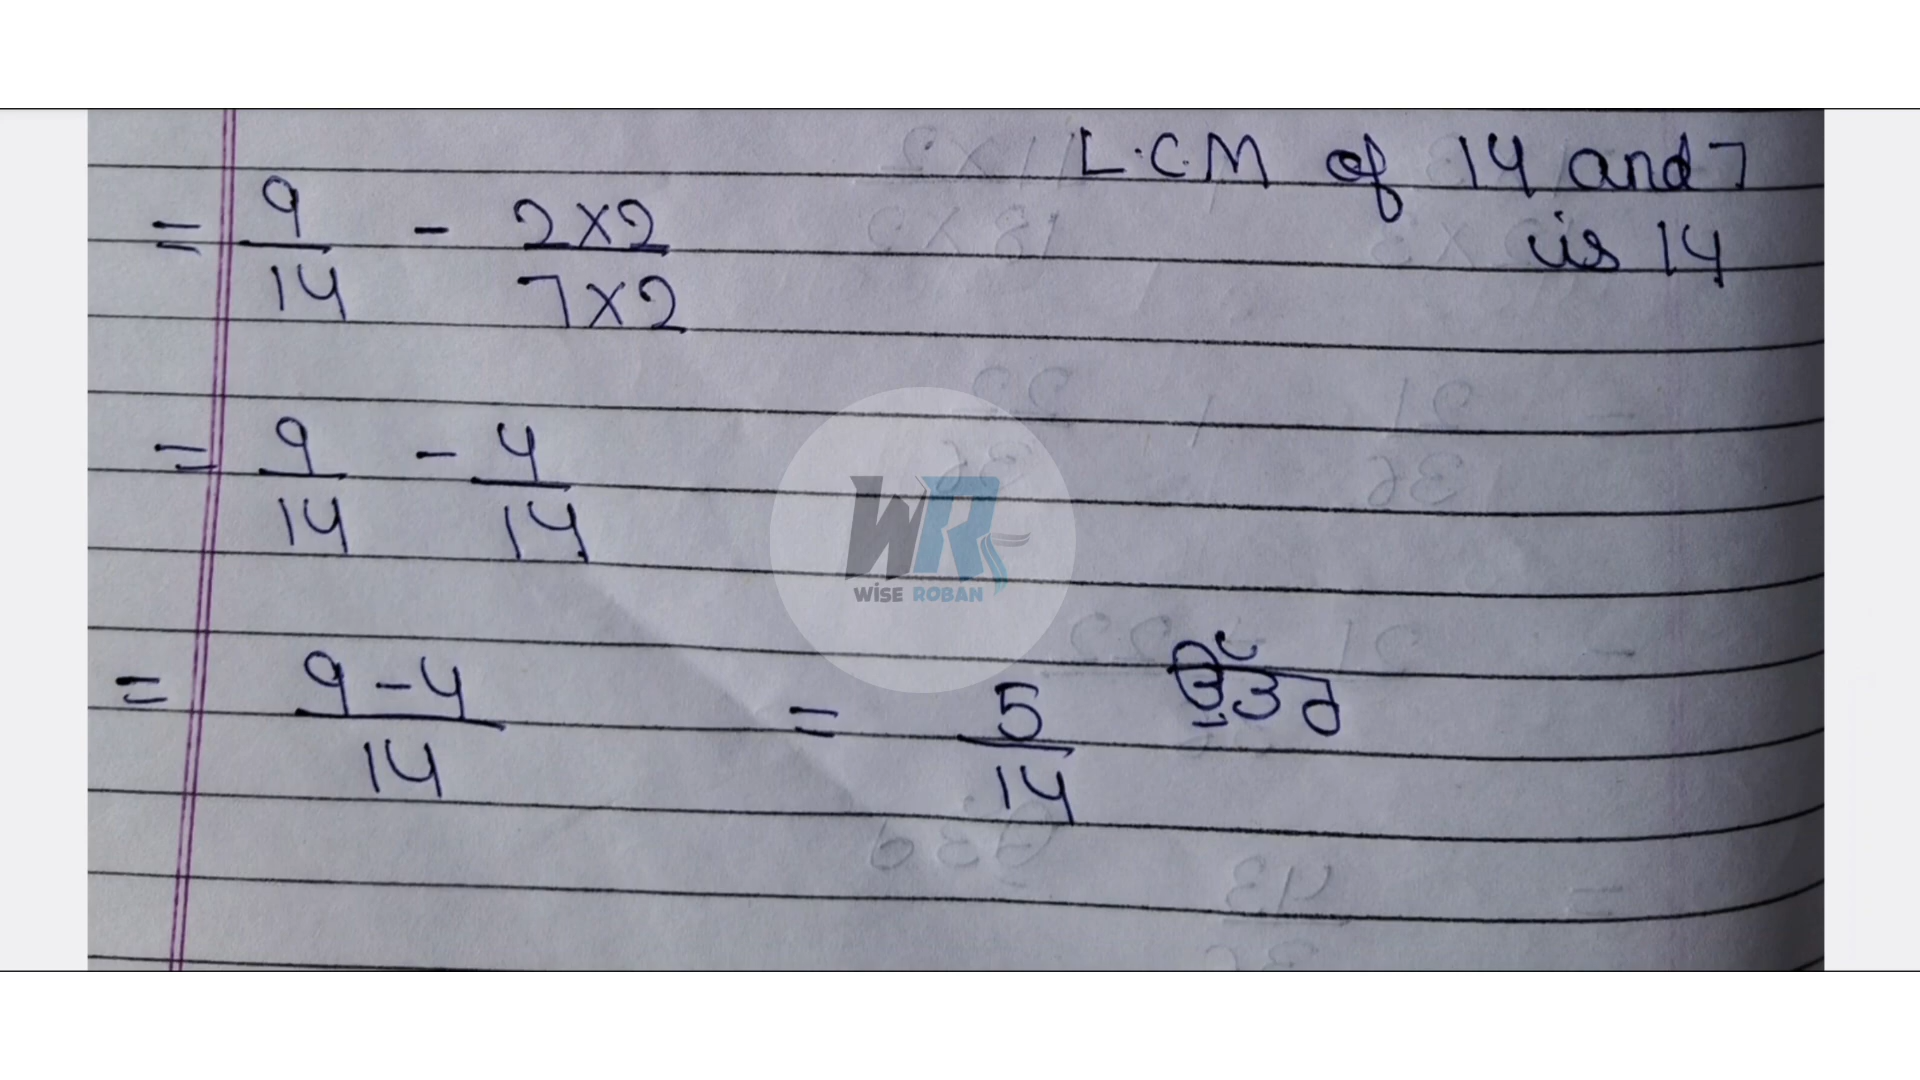 L.C.M of 14 and 7
is 14
= 9/14 - 2×2/7×2
= 9/14 - 4/14
= 9-4/14 = 5/14 ਉੱਤਰ
WR
WISE ROBAN